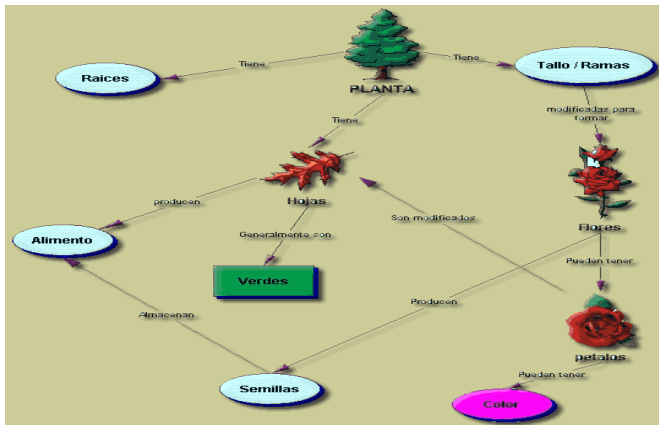 Tiene
Tiene
Raices
Tallo / Ramas
PLANTA
modificadas para
formar
Tiene
Hojas
producen
Son modificados
Flores
Alimento
Generalmente son
Pueden tener
Verdes
Producen
Almacenan
petalos
Pueden tener
Semillas
Color